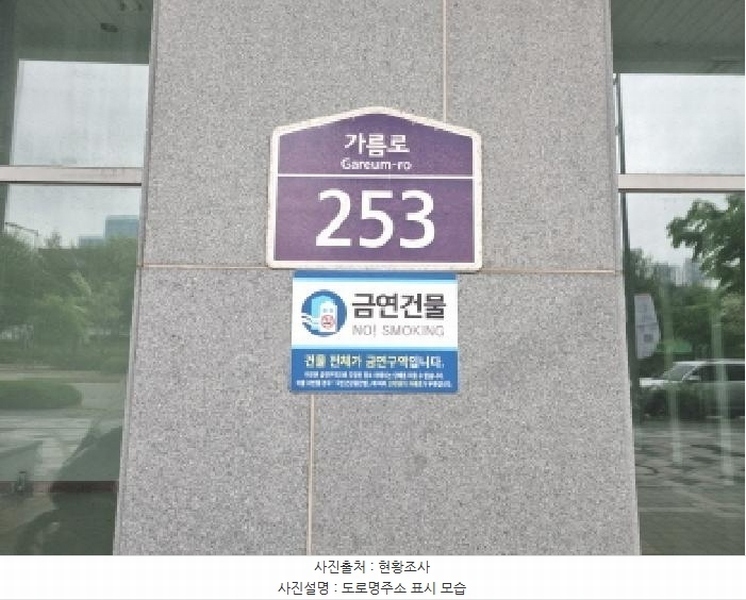 가름로
Gareum-ro
253
금연건물
NO! SMOKING
건물 전체가 금연구역입니다.
사진출처 : 현황조사
사진설명 : 도로명주소 표시 모습